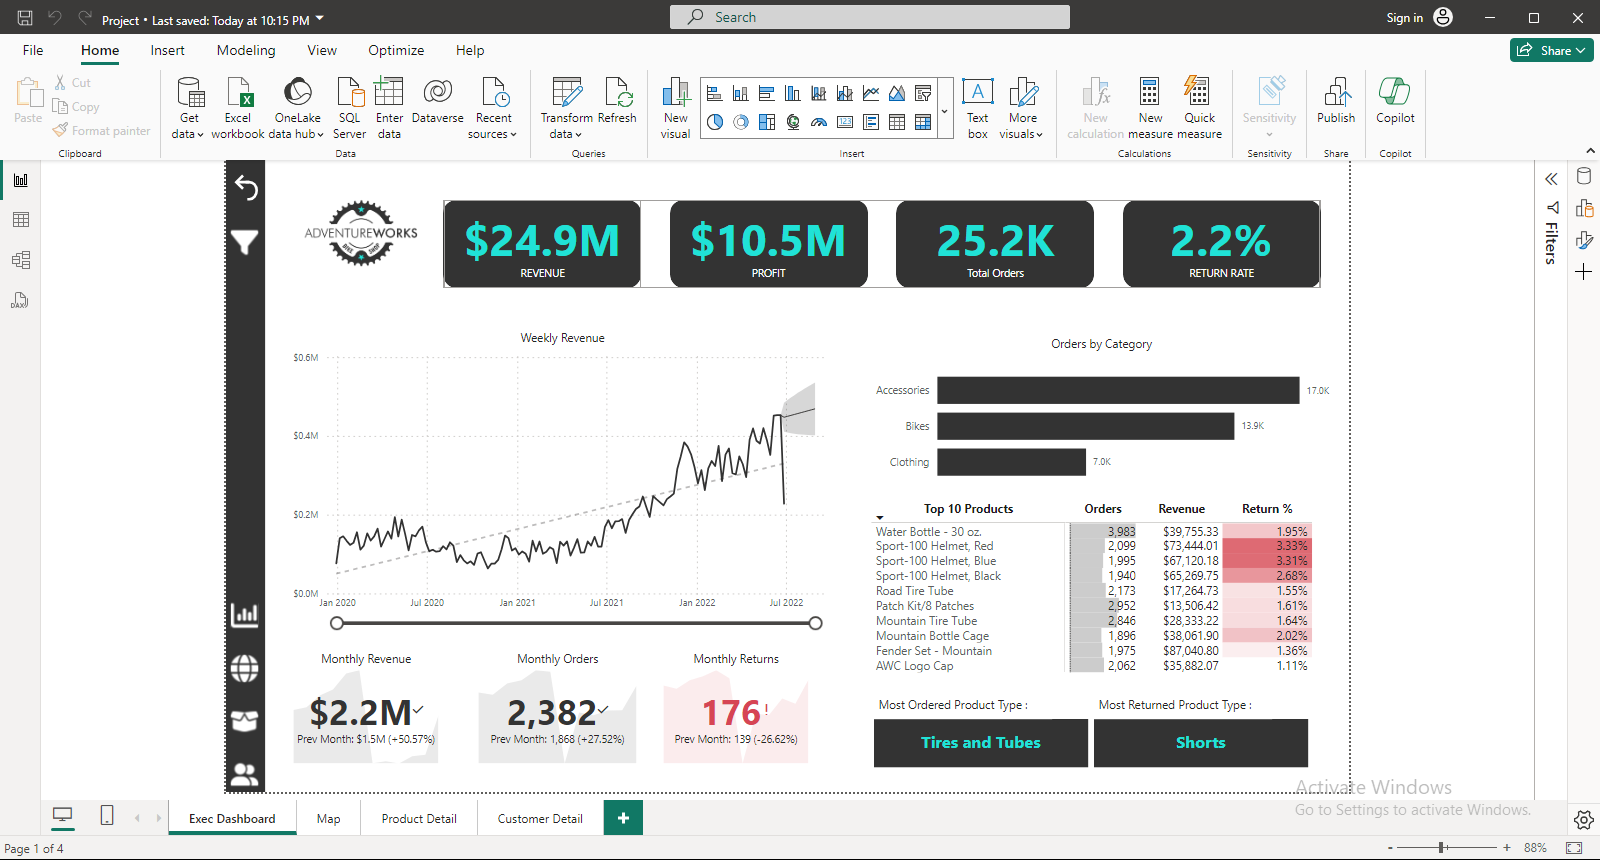 Project • Last saved: Today at 10:15 PM
Search
Sign in
File Home Insert Modeling View Optimize Help
Share
Paste
Cut
Copy
Format painter
Clipboard
Get data
Excel workbook
OneLake data hub
SQL Server
Enter data
Dataverse
Recent sources
Data
Transform data
Refresh
Queries
New visual
123
A
Text box
More visuals
Insert
New calculation
New measure
Quick measure
Calculations
Sensitivity
Sensitivity
Publish
Share
Copilot
Copilot
DAX
Filters
ADVENTUREWORKS
BIKE SHOP
$24.9M
REVENUE
$10.5M
PROFIT
25.2K
Total Orders
2.2%
RETURN RATE
Weekly Revenue
$0.6M
$0.4M
$0.2M
$0.0M
Jan 2020 Jul 2020 Jan 2021 Jul 2021 Jan 2022 Jul 2022
Orders by Category
Accessories 17.0K
Bikes 13.9K
Clothing 7.0K
Top 10 Products Orders Revenue Return %
Water Bottle - 30 oz. 3,983 $39,755.33 1.95%
Sport-100 Helmet, Red 2,099 $73,444.01 3.33%
Sport-100 Helmet, Blue 1,995 $67,120.18 3.31%
Sport-100 Helmet, Black 1,940 $65,269.75 2.68%
Road Tire Tube 2,173 $17,264.73 1.55%
Patch Kit/8 Patches 2,952 $13,506.42 1.61%
Mountain Tire Tube 2,846 $28,333.22 1.64%
Mountain Bottle Cage 1,896 $38,061.90 2.02%
Fender Set - Mountain 1,975 $87,040.80 1.36%
AWC Logo Cap 2,062 $35,882.07 1.11%
Monthly Revenue
$2.2M
Prev Month: $1.5M (+50.57%)
Monthly Orders
2,382
Prev Month: 1,868 (+27.52%)
Monthly Returns
176!
Prev Month: 139 (-26.62%)
Most Ordered Product Type :
Tires and Tubes
Most Returned Product Type :
Shorts
Activate Windows
Go to Settings to activate Windows.
Exec Dashboard Map Product Detail Customer Detail +
Page 1 of 4
- + 88%